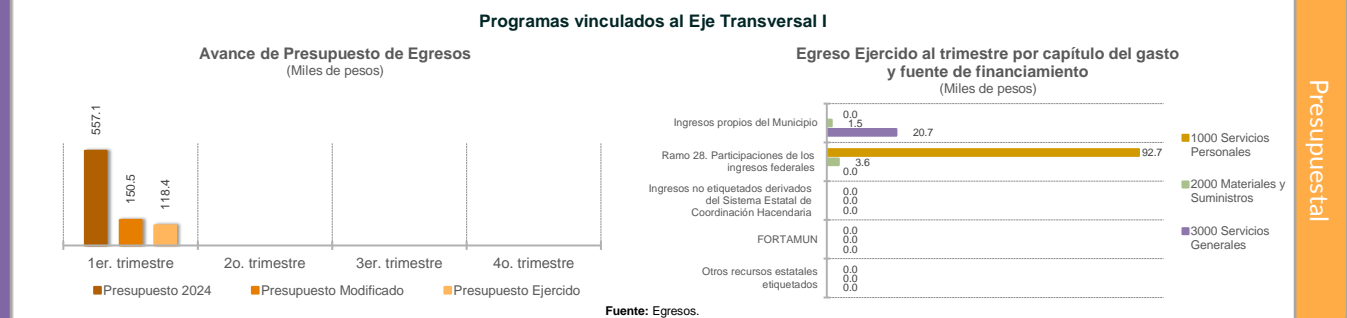 Programas vinculados al Eje Transversal I
Avance de Presupuesto de Egresos
(Miles de pesos)
557.1
150.5
118.4
1er. trimestre
2o. trimestre
3er. trimestre
4o. trimestre
Presupuesto 2024
Presupuesto Modificado
Presupuesto Ejercido
Egreso Ejercido al trimestre por capítulo del gasto
y fuente de financiamiento
(Miles de pesos)
Ingresos propios del Municipio
0.0
1.5
20.7
Ramo 28. Participaciones de los
ingresos federales
92.7
3.6
0.0
Ingresos no etiquetados derivados
del Sistema Estatal de
Coordinación Hacendaria
0.0
0.0
0.0
FORTAMUN
0.0
0.0
0.0
Otros recursos estatales
etiquetados
0.0
0.0
0.0
1000 Servicios
Personales
2000 Materiales y
Suministros
3000 Servicios
Generales
Fuente: Egresos.
Presupuestal